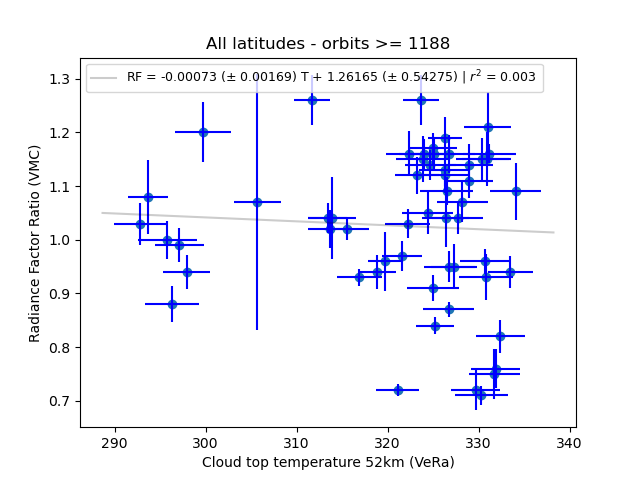 All latitudes - orbits >= 1188
RF = -0.00073 (± 0.00169) T + 1.26165 (± 0.54275) | r² = 0.003
Radiance Factor Ratio (VMC)
1.3
1.2
1.1
1.0
0.9
0.8
0.7
290 300 310 320 330 340
Cloud top temperature 52km (VeRa)